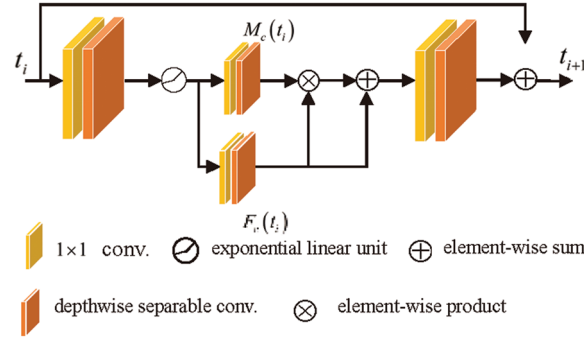 M_c(t_i)
t_i
t_{i+1}
F_c(t_i)
1×1 conv.
exponential linear unit
element-wise sum
depthwise separable conv.
element-wise product